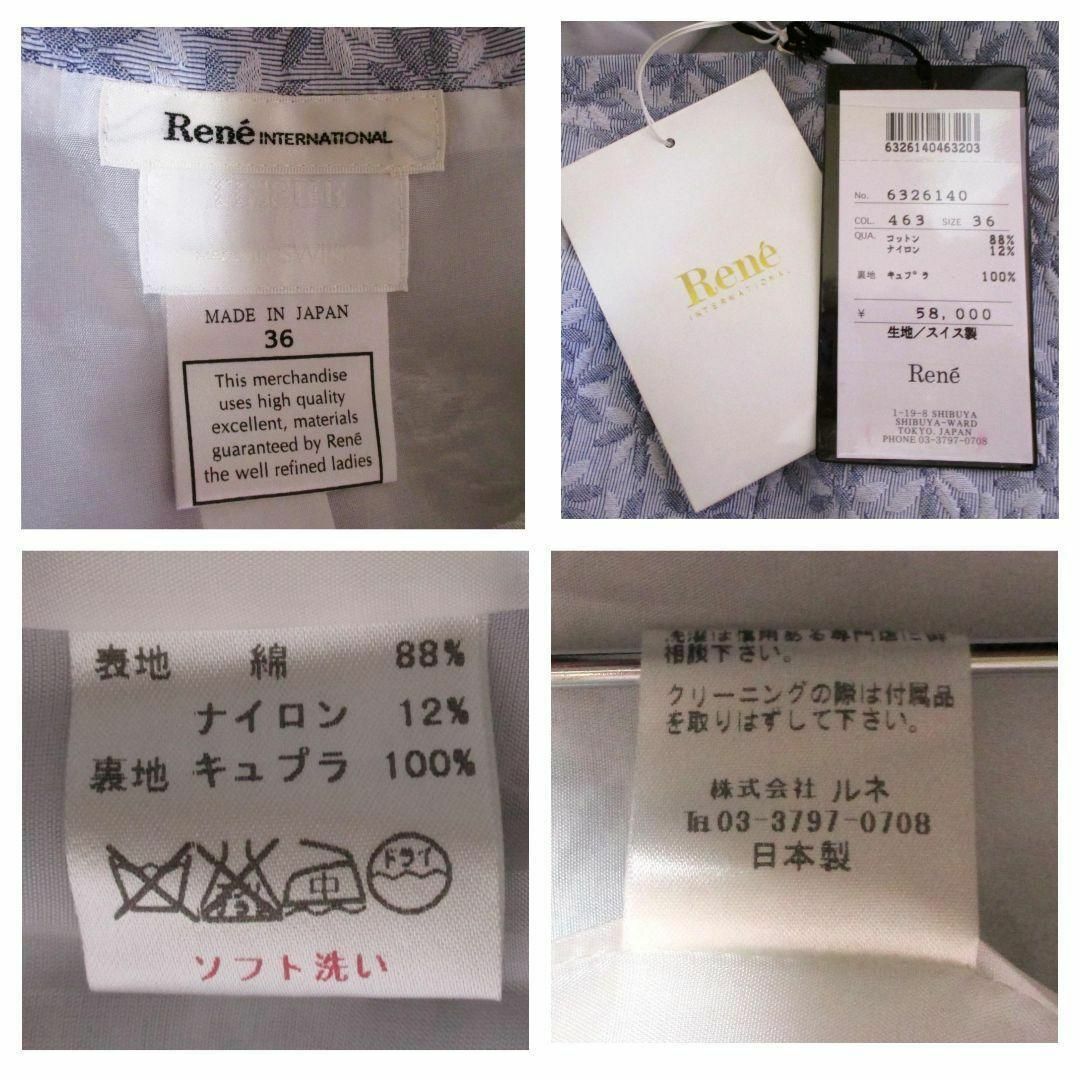 René INTERNATIONAL
MADE IN JAPAN
36
This merchandise
uses high quality
excellent, materials
guaranteed by René
the well refined ladies
René
INTERNATIONAL
6326140463203
No. 6326140
COL. 463 SIZE 36
QUA. コットン 88%
ナイロン 12%
裏地 キュプラ 100%
¥ 58,000
生地/スイス製
René
1-19-8 SHIBUYA
SHIBUYA-WARD
TOKYO. JAPAN
PHONE 03-3797-0708
表地 綿 88%
ナイロン 12%
裏地 キュプラ 100%
中 ドライ
ソフト洗い
相談下さい。
クリーニングの際は付属品
を取りはずして下さい。
株式会社 ルネ
℡ 03-3797-0708
日本製